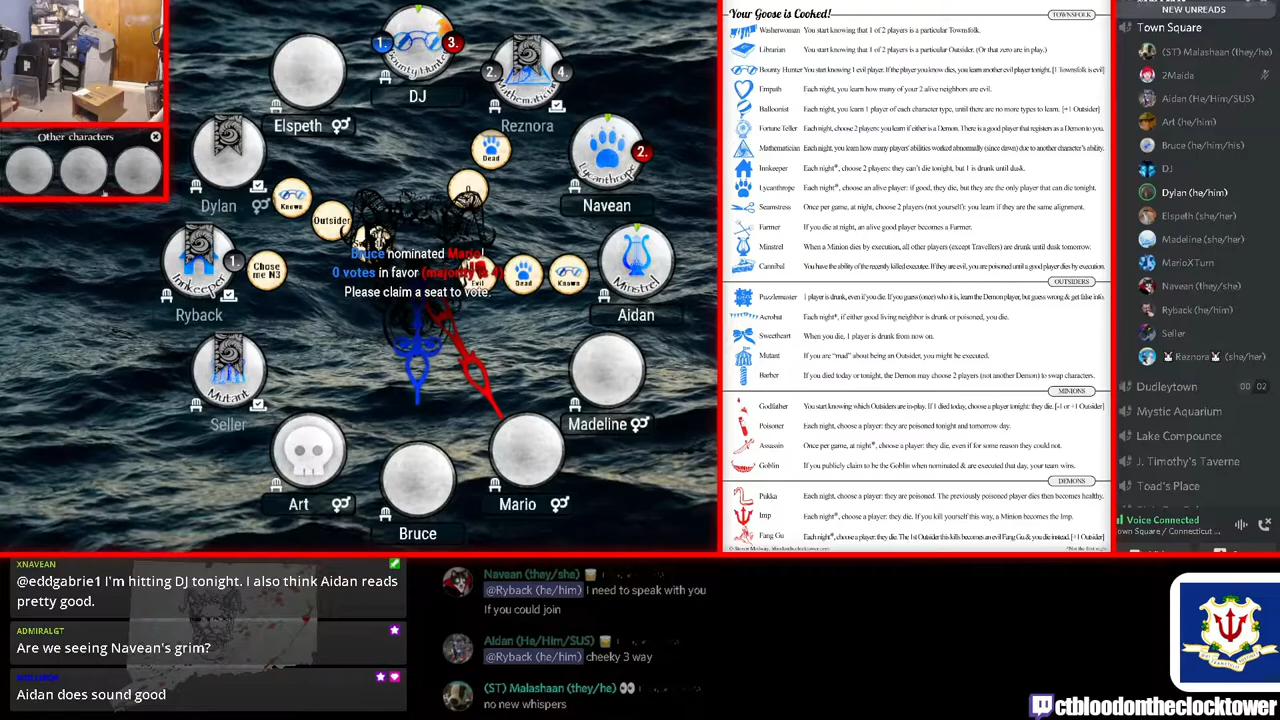 Other characters
Elspeth
DJ
Bounty Hunter
1.
3.
2.
4.
Mathematician
Reznora
Dylan
Known
Outsider
Dead
2.
Lycanthrope
Navean
Ryback
Innkeeper
1.
Chose
me N3
Bruce nominated Mario!
0 votes in favor (majority is 4)
Please claim a seat to vote.
Evil
Dead
Known
Minstrel
Aidan
Mutant
Seller
Madeline
Art
Bruce
Mario
Your Goose is Cooked!
TOWNSFOLK
Washerwoman You start knowing that 1 of 2 players is a particular Townsfolk.
Librarian You start knowing that 1 of 2 players is a particular Outsider. (Or that zero are in play.)
Bounty Hunter You start knowing 1 evil player. If the player you know dies, you learn another evil player tonight. [1 Townsfolk is evil]
Empath Each night, you learn how many of your 2 alive neighbors are evil.
Balloonist Each night, you learn 1 player of each character type, until there are no more types to learn. [+1 Outsider]
Fortune Teller Each night, choose 2 players: you learn if either is a Demon. There is a good player that registers as a Demon to you.
Mathematician Each night, you learn how many players' abilities worked abnormally (since dawn) due to another character's ability.
Innkeeper Each night*, choose 2 players: they can't die tonight, but 1 is drunk until dusk.
Lycanthrope Each night*, choose an alive player: if good, they die, but they are the only player that can die tonight.
Seamstress Once per game, at night, choose 2 players (not yourself): you learn if they are the same alignment.
Farmer If you die at night, an alive good player becomes a Farmer.
Minstrel When a Minion dies by execution, all other players (except Travellers) are drunk until dusk tomorrow.
Cannibal You have the ability of the recently killed executee. If they are evil, you are poisoned until a good player dies by execution.
OUTSIDERS
Puzzlemaster 1 player is drunk, even if you die. If you guess (once) who it is, learn the Demon player, but guess wrong & get false info.
Acrobat Each night*, if either good living neighbor is drunk or poisoned, you die.
Sweetheart When you die, 1 player is drunk from now on.
Mutant If you are "mad" about being an Outsider, you might be executed.
Barber If you died today or tonight, the Demon may choose 2 players (not another Demon) to swap characters.
MINIONS
Godfather You start knowing which Outsiders are in-play. If 1 died today, choose a player tonight: they die. [-1 or +1 Outsider]
Poisoner Each night, choose a player: they are poisoned tonight and tomorrow day.
Assassin Once per game, at night*, choose a player: they die, even if for some reason they could not.
Goblin If you publicly claim to be the Goblin when nominated & are executed that day, your team wins.
DEMONS
Pukka Each night, choose a player: they are poisoned. The previously poisoned player dies then becomes healthy.
Imp Each night*, choose a player: they die. If you kill yourself this way, a Minion becomes the Imp.
Fang Gu Each night*, choose a player: they die. The 1st Outsider this kills becomes an evil Fang Gu & you die instead. [+1 Outsider]
*Not the first night
NEW UNREADS
Town Square
(ST) Malashaan (they/he)
2Maida
Aidan (He/Him/SUS)
Art (he/him)
Bruce (he/him/his)
DJ
Dylan (he/him)
Elspeth (she/her)
Madeline (she/her)
MarioXTurn
Navean (they/she)
Ryback (he/him)
Seller
Reznora (she/her)
Dudleytown 00 02
Mystic Aquarium
Lake Compounce
J. Timothy's Taverne
Toad's Place
Voice Connected
own Square / Connecticut ...
XNAVEAN
@eddgabrie1 I'm hitting DJ tonight. I also think Aidan reads
pretty good.
ADMIRALGT
Are we seeing Navean's grim?
Aidan does sound good
Navean (they/she)
@Ryback (he/him) I need to speak with you
If you could join
Aidan (He/Him/SUS)
@Ryback (he/him) cheeky 3 way
(ST) Malashaan (they/he)
no new whispers
ctbloodontheclocktower